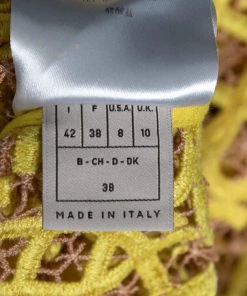 I F U.S.A. U.K.
42 38 8 10
B - CH - D - DK
38
MADE IN ITALY